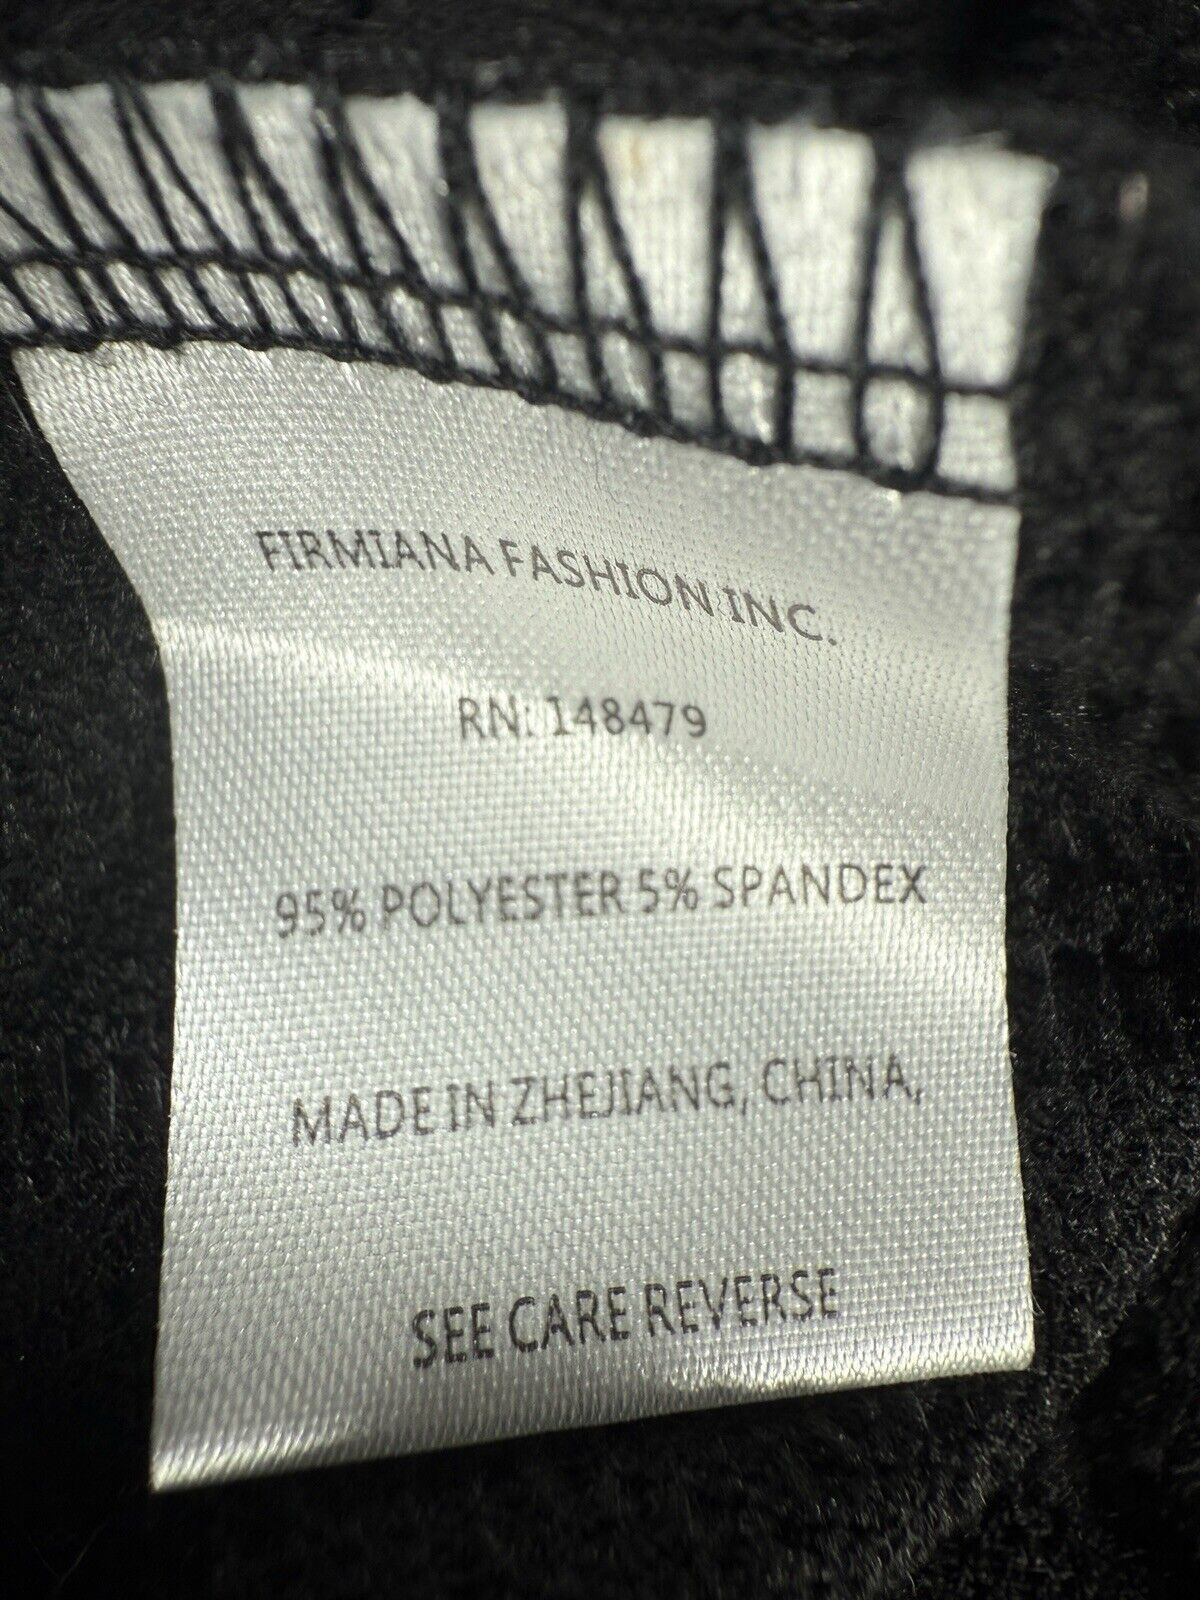 FIRMIANA FASHION INC.
RN: 148479
95% POLYESTER 5% SPANDEX
MADE IN ZHEJIANG, CHINA,
SEE CARE REVERSE